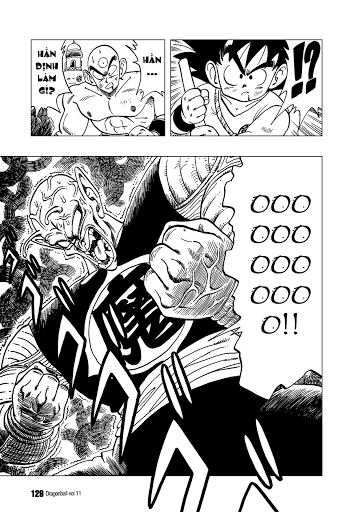 !?
HẮN
...
HẮN
ĐỊNH
LÀM
GÌ?
OOO
OOO
OOO
OOO
O!!
魔
129 Dragonball vol.11